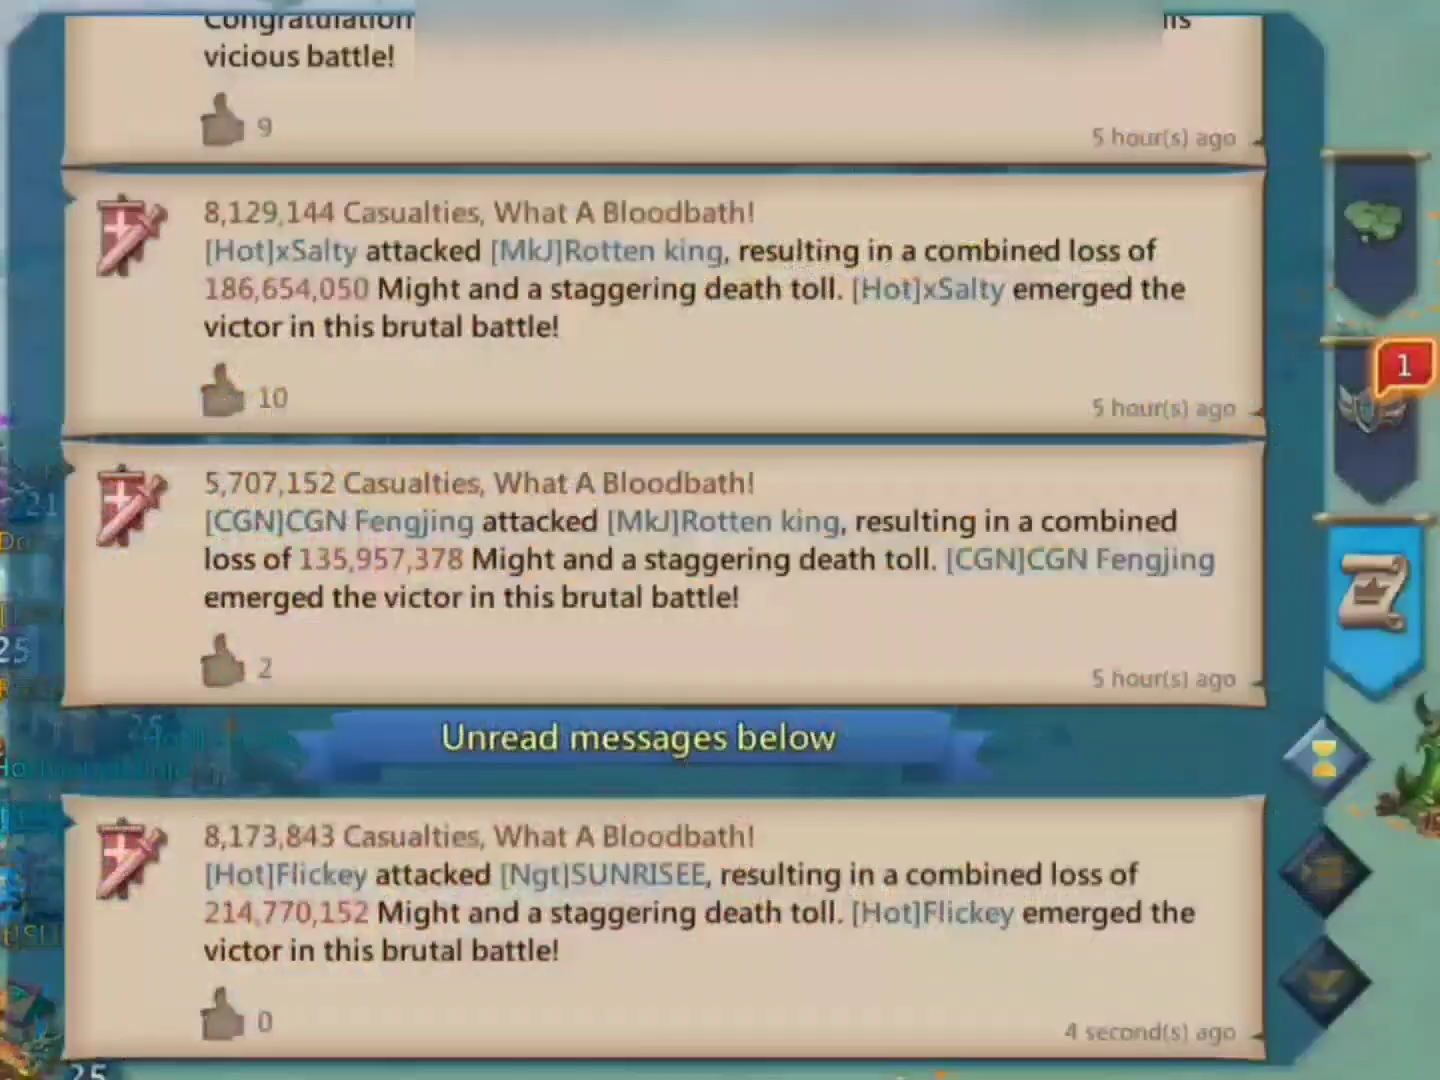 vicious battle!
9
5 hour(s) ago
8,129,144 Casualties, What A Bloodbath!
[Hot]xSalty attacked [MkJ]Rotten king, resulting in a combined loss of
186,654,050 Might and a staggering death toll. [Hot]xSalty emerged the
victor in this brutal battle!
10
5 hour(s) ago
1
5,707,152 Casualties, What A Bloodbath!
[CGN]CGN Fengjing attacked [MkJ]Rotten king, resulting in a combined
loss of 135,957,378 Might and a staggering death toll. [CGN]CGN Fengjing
emerged the victor in this brutal battle!
21
2
5 hour(s) ago
25
Unread messages below
8,173,843 Casualties, What A Bloodbath!
[Hot]Flickey attacked [Ngt]SUNRISEE, resulting in a combined loss of
214,770,152 Might and a staggering death toll. [Hot]Flickey emerged the
victor in this brutal battle!
0
4 second(s) ago
25